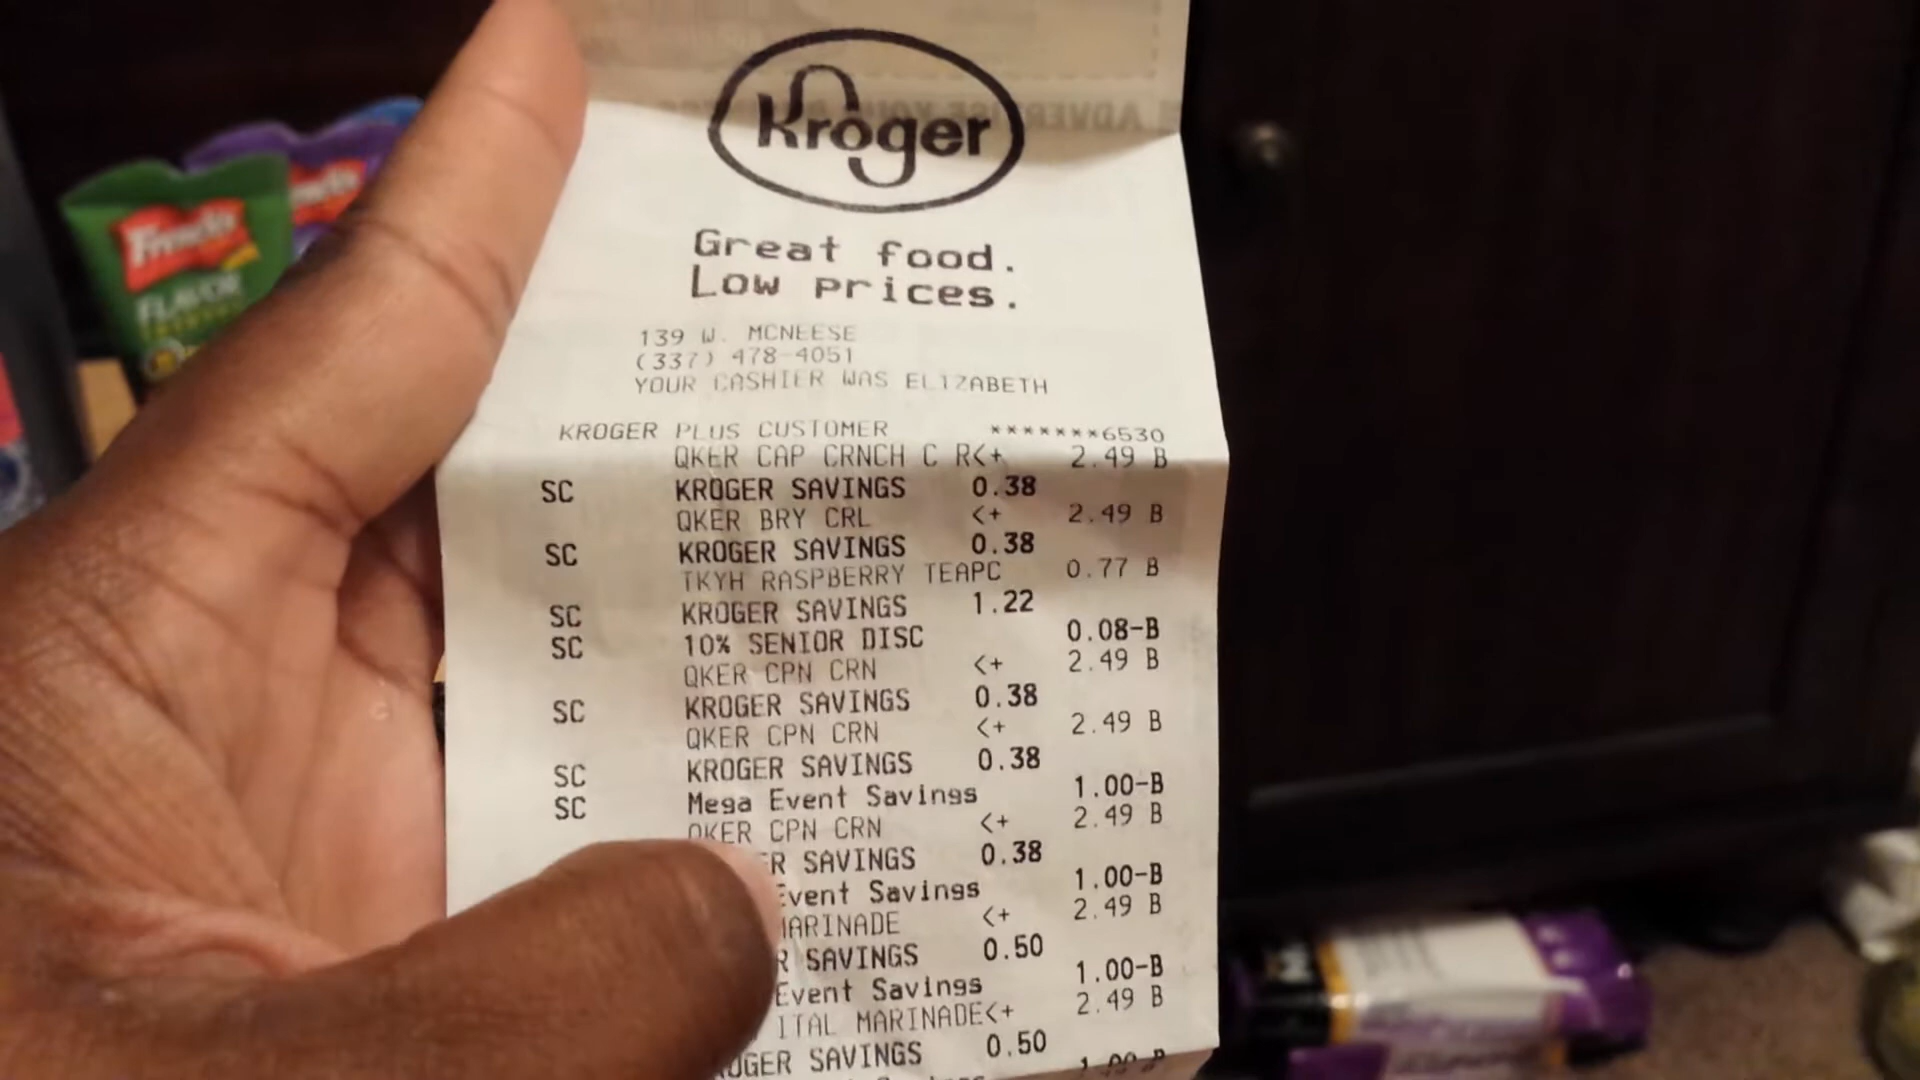 Kroger
Great food.
Low prices.
139 W. MCNEESE
(337) 478-4051
YOUR CASHIER WAS ELIZABETH
KROGER PLUS CUSTOMER *******6530
QKER CAP CRNCH C R<+ 2.49 B
SC KROGER SAVINGS 0.38
QKER BRY CRL <+ 2.49 B
SC KROGER SAVINGS 0.38
TKYH RASPBERRY TEAPC 0.77 B
SC KROGER SAVINGS 1.22
SC 10% SENIOR DISC 0.08-B
QKER CPN CRN <+ 2.49 B
SC KROGER SAVINGS 0.38
QKER CPN CRN <+ 2.49 B
SC KROGER SAVINGS 0.38
SC Mega Event Savings 1.00-B
QKER CPN CRN <+ 2.49 B
R SAVINGS 0.38
Event Savings 1.00-B
MARINADE <+ 2.49 B
R SAVINGS 0.50
Event Savings 1.00-B
ITAL MARINADE<+ 2.49 B
OGER SAVINGS 0.50
French's
FLAVOR